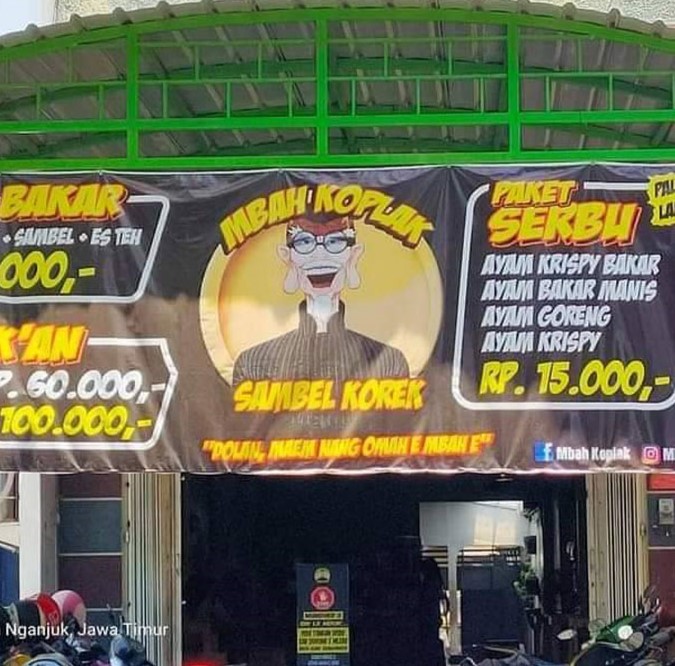 BAKAR
+ SAMBEL + ES TEH
000,-
K'AN
P. 60.000,-
100.000,-
MBAH KOPLAK
SAMBEL KOREK
"DOLAN, MAEM NANG OMAH E MBAH E"
PAKET
SERBU
AYAM KRISPY BAKAR
AYAM BAKAR MANIS
AYAM GORENG
AYAM KRISPY
RP. 15.000,-
Mbah Koplak
Nganjuk, Jawa Timur